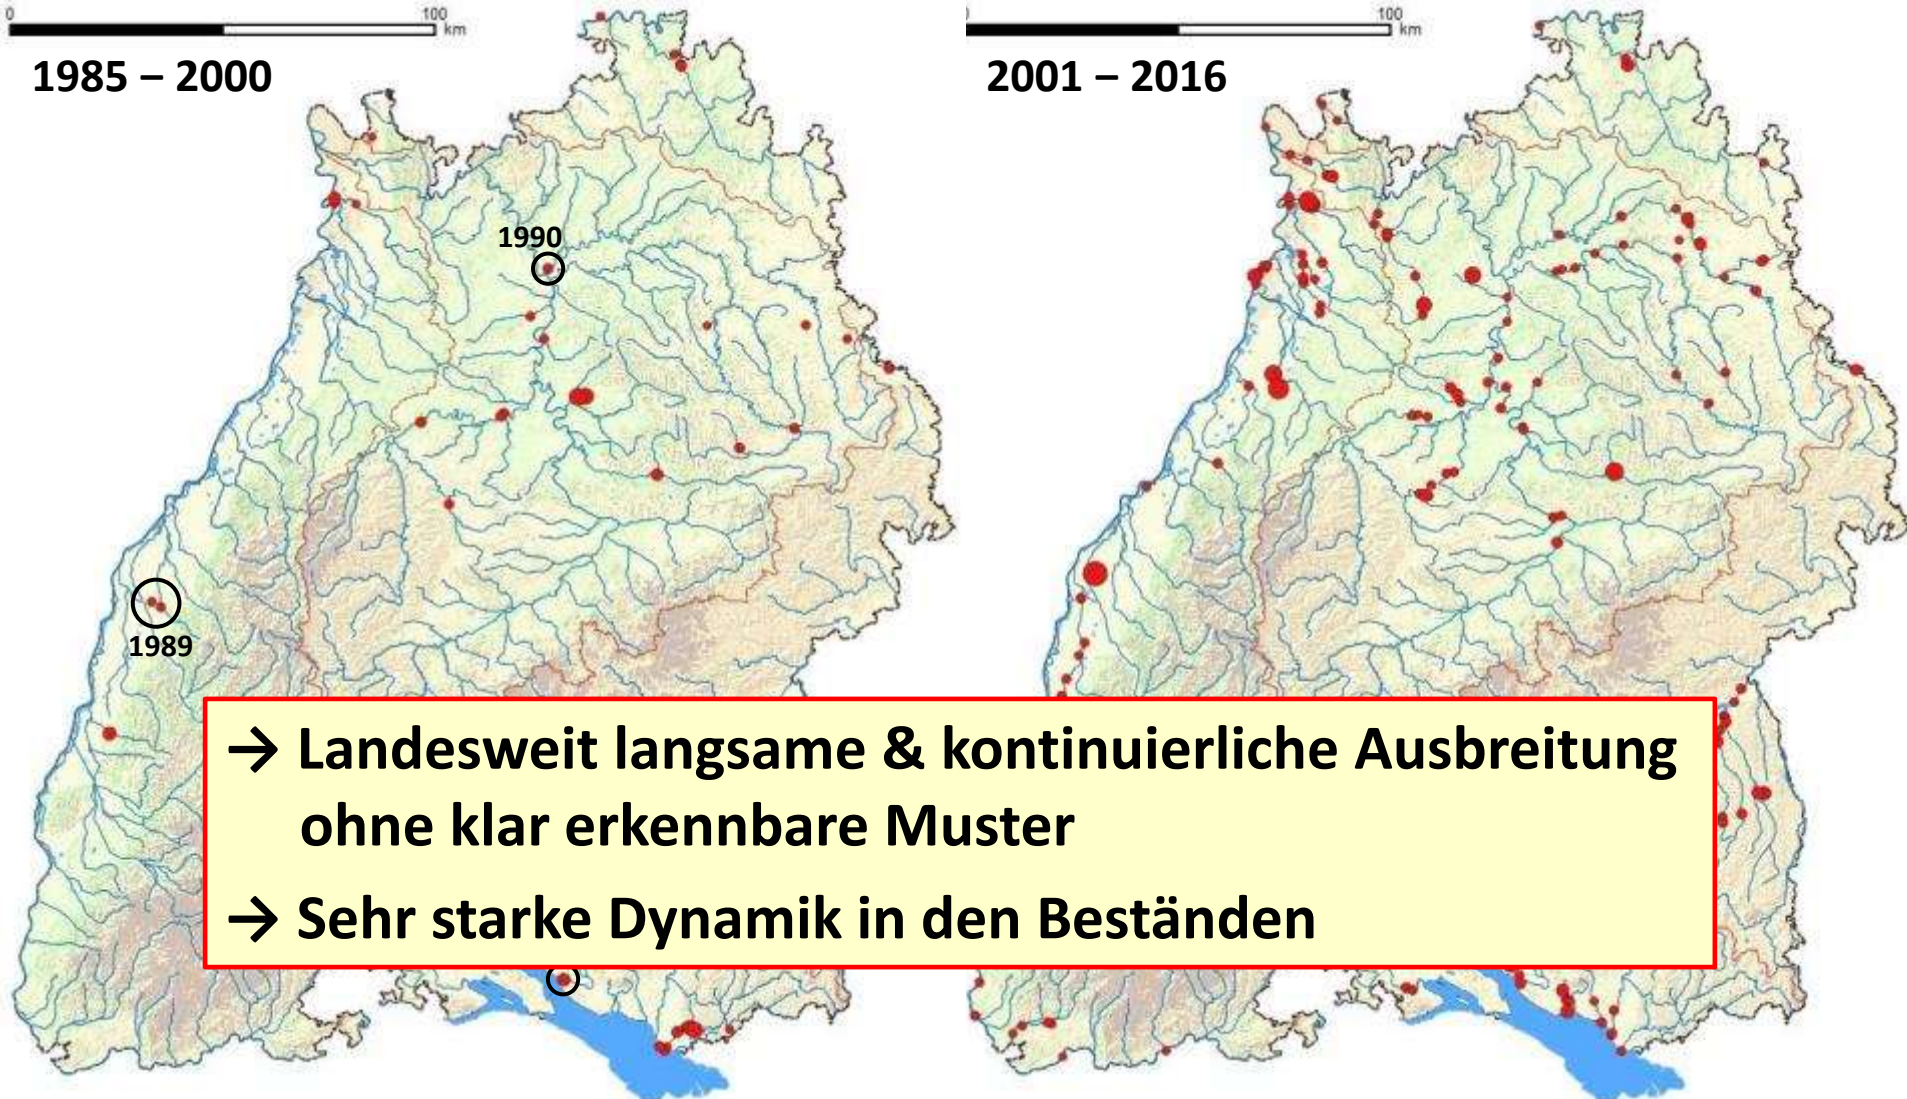 0 100
km
1985 – 2000
100
km
2001 – 2016
1990
1989
→ Landesweit langsame & kontinuierliche Ausbreitung
ohne klar erkennbare Muster
→ Sehr starke Dynamik in den Beständen